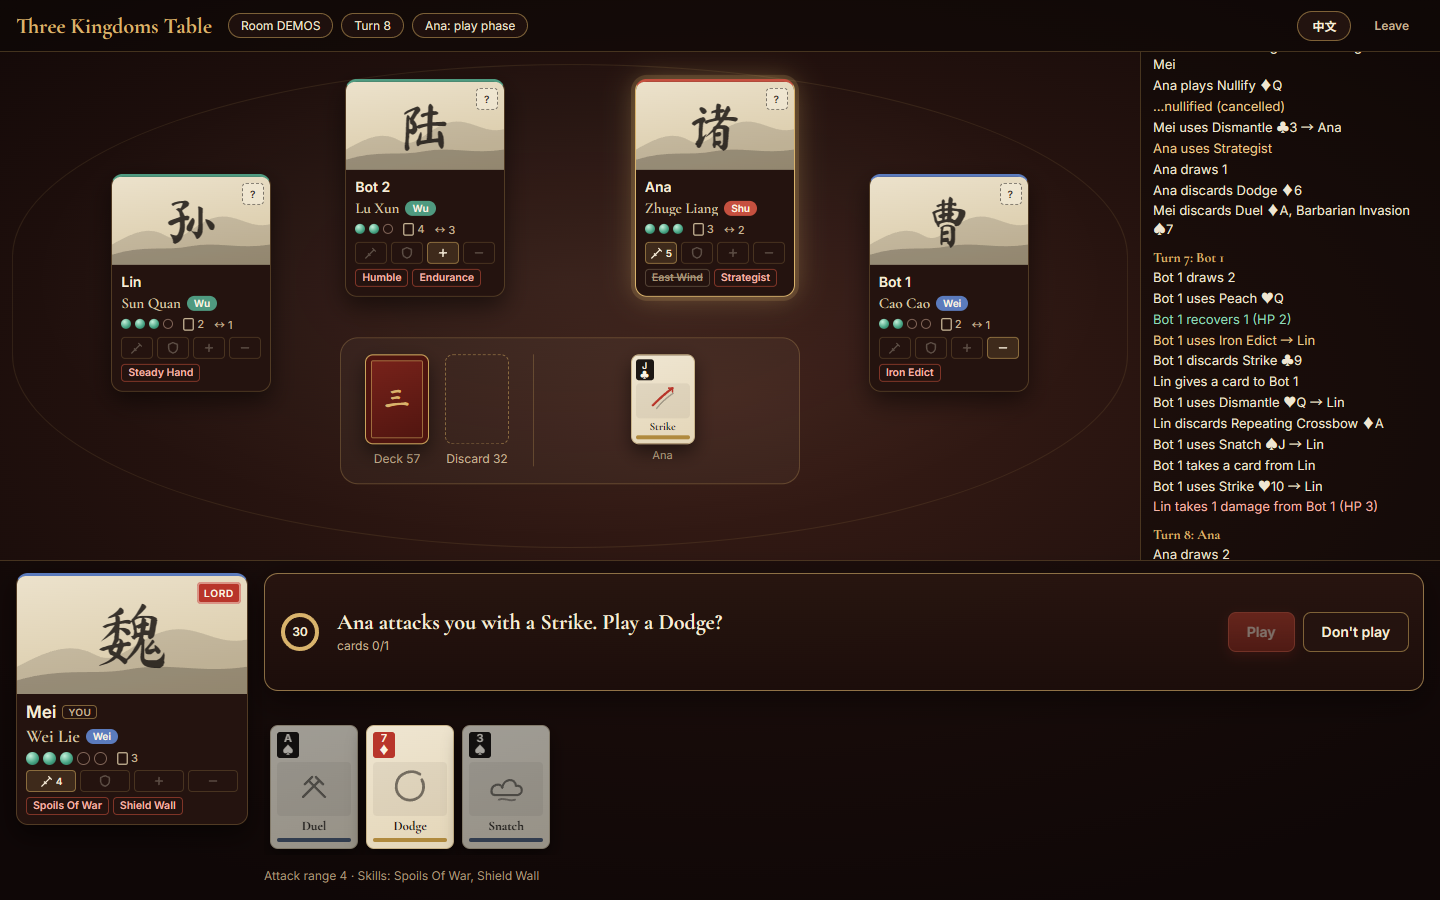 Three Kingdoms Table
Room DEMOS
Turn 8
Ana: play phase
中文
Leave
孙
?
Lin
Sun Quan Wu
2 ↔ 1
Steady Hand
陆
?
Bot 2
Lu Xun Wu
4 ↔ 3
+ −
Humble Endurance
诸
?
Ana
Zhuge Liang Shu
3 ↔ 2
5 + −
East Wind Strategist
曹
?
Bot 1
Cao Cao Wei
2 ↔ 1
+ −
Iron Edict
三
Deck 57
Discard 32
J
♣
Strike
Ana
Mei
Ana plays Nullify ♦Q
...nullified (cancelled)
Mei uses Dismantle ♣3 → Ana
Ana uses Strategist
Ana draws 1
Ana discards Dodge ♦6
Mei discards Duel ♦A, Barbarian Invasion
♠7
Turn 7: Bot 1
Bot 1 draws 2
Bot 1 uses Peach ♥Q
Bot 1 recovers 1 (HP 2)
Bot 1 uses Iron Edict → Lin
Bot 1 discards Strike ♣9
Lin gives a card to Bot 1
Bot 1 uses Dismantle ♥Q → Lin
Lin discards Repeating Crossbow ♦A
Bot 1 uses Snatch ♠J → Lin
Bot 1 takes a card from Lin
Bot 1 uses Strike ♥10 → Lin
Lin takes 1 damage from Bot 1 (HP 3)
Turn 8: Ana
Ana draws 2
魏
LORD
Mei YOU
Wei Lie Wei
3
4 + −
Spoils Of War Shield Wall
30
Ana attacks you with a Strike. Play a Dodge?
cards 0/1
Play
Don't play
A
♠
Duel
7
♦
Dodge
3
♠
Snatch
Attack range 4 · Skills: Spoils Of War, Shield Wall